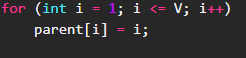 for (int i = 1; i <= V; i++)
    parent[i] = i;